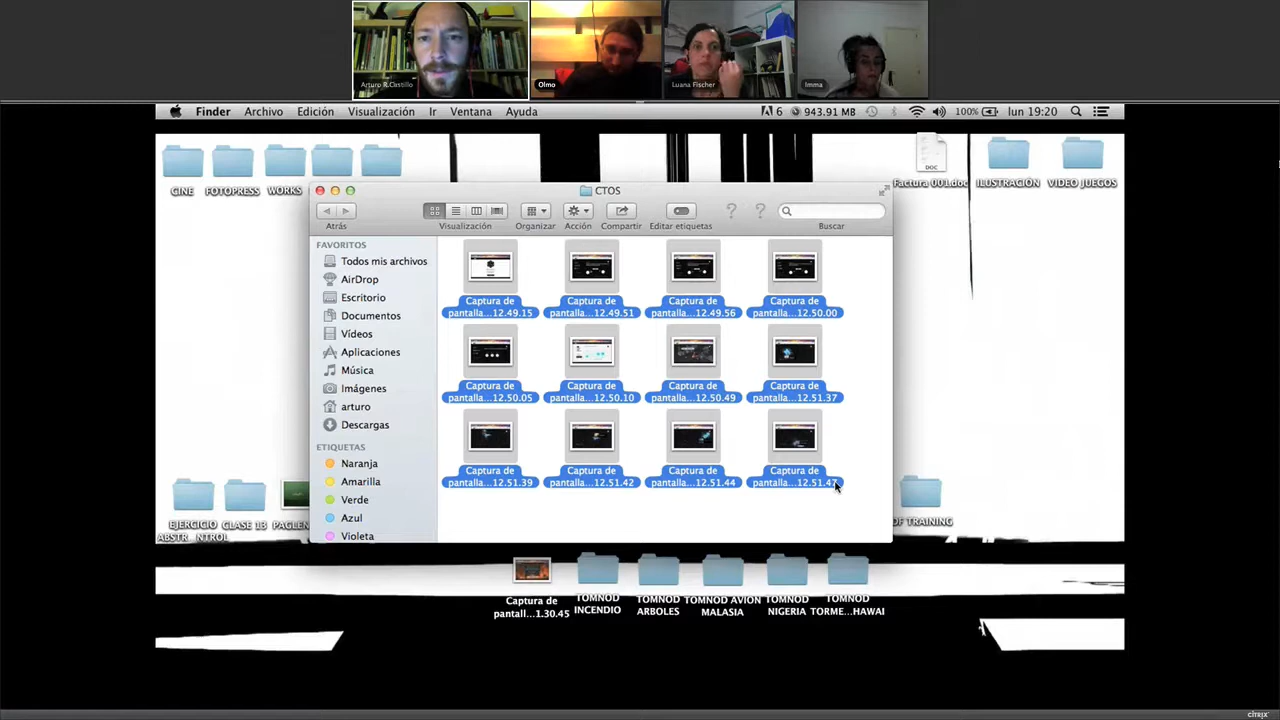 Arturo R.Castillo
Olmo
Luana Fischer
Imma
Finder Archivo Edición Visualización Ir Ventana Ayuda
6 943.91 MB 100% lun 19:20
CINE FOTOPRESS WORKS
Factura 001.doc
DOC
ILUSTRACIÓN
VIDEO JUEGOS
CTOS
Atrás Visualización Organizar Acción Compartir Editar etiquetas Buscar
FAVORITOS
Todos mis archivos
AirDrop
Escritorio
Documentos
Vídeos
Aplicaciones
Música
Imágenes
arturo
Descargas
ETIQUETAS
Naranja
Amarilla
Verde
Azul
Violeta
Captura de
pantalla...12.49.15
Captura de
pantalla...12.49.51
Captura de
pantalla...12.49.56
Captura de
pantalla...12.50.00
Captura de
pantalla...12.50.05
Captura de
pantalla...12.50.10
Captura de
pantalla...12.50.49
Captura de
pantalla...12.51.37
Captura de
pantalla...12.51.39
Captura de
pantalla...12.51.42
Captura de
pantalla...12.51.44
Captura de
EJERCICIO
ABSTR...NTROL
CLASE 13
TRAINING
Captura de
pantall...1.30.45
TOMNOD
INCENDIO
TOMNOD
ARBOLES
TOMNOD AVION
MALASIA
TOMNOD
NIGERIA
TOMNOD
TORME...HAWAI
CITRIX